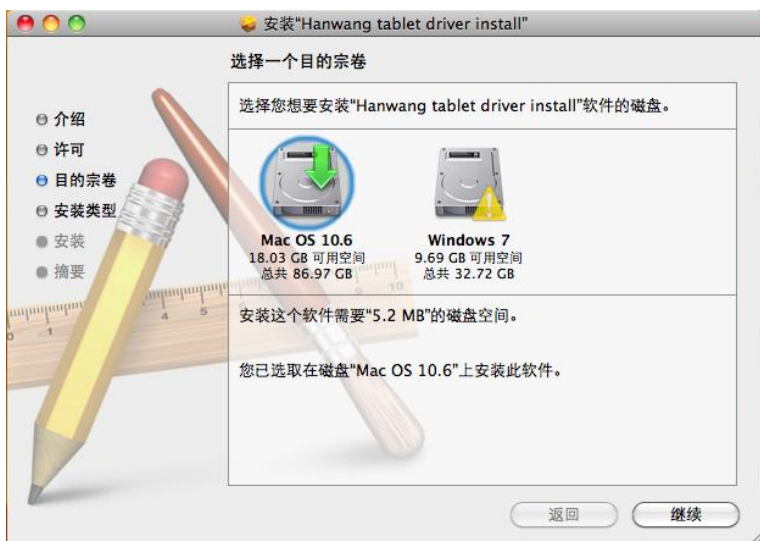 安装"Hanwang tablet driver install"
选择一个目的宗卷
介绍
许可
目的宗卷
安装类型
安装
摘要
选择您想要安装"Hanwang tablet driver install"软件的磁盘。
Mac OS 10.6
18.03 GB 可用空间
总共 86.97 GB
Windows 7
9.69 GB 可用空间
总共 32.72 GB
安装这个软件需要"5.2 MB"的磁盘空间。
您已选取在磁盘"Mac OS 10.6"上安装此软件。
4 5 9 10
返回
继续